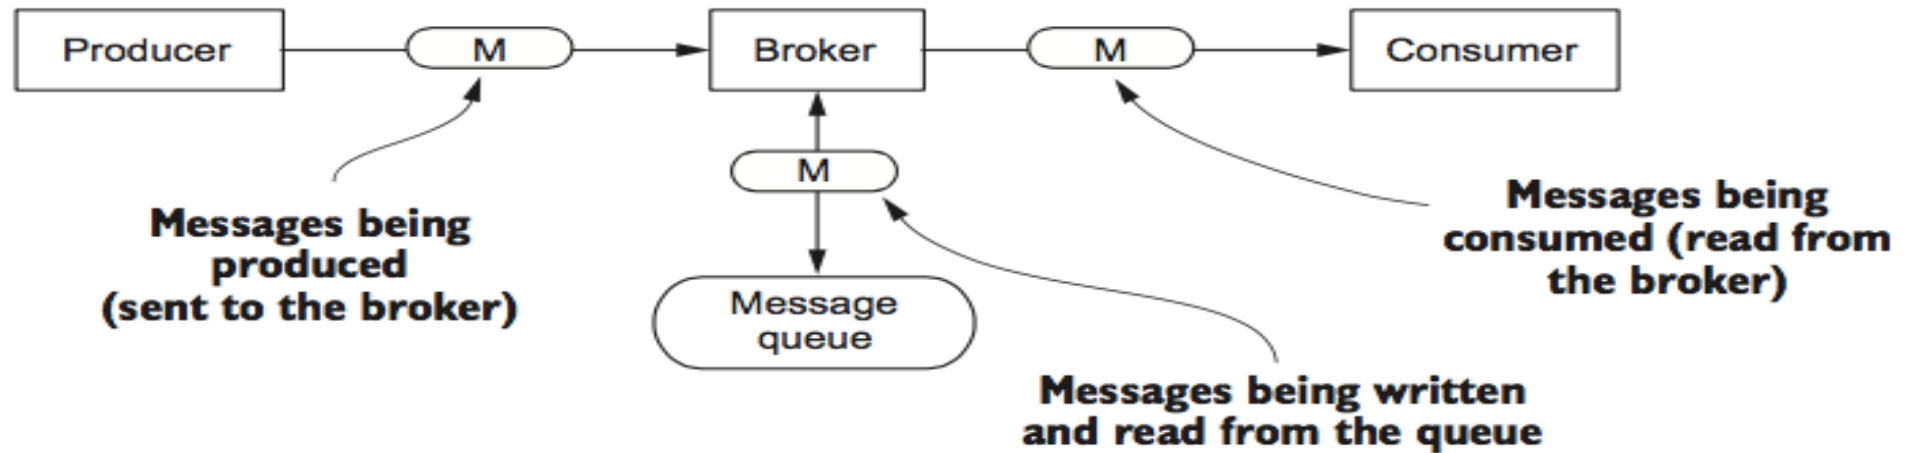 Producer
M
Broker
M
Consumer
M
Messages being
produced
(sent to the broker)
Messages being
consumed (read from
the broker)
Message
queue
Messages being written
and read from the queue